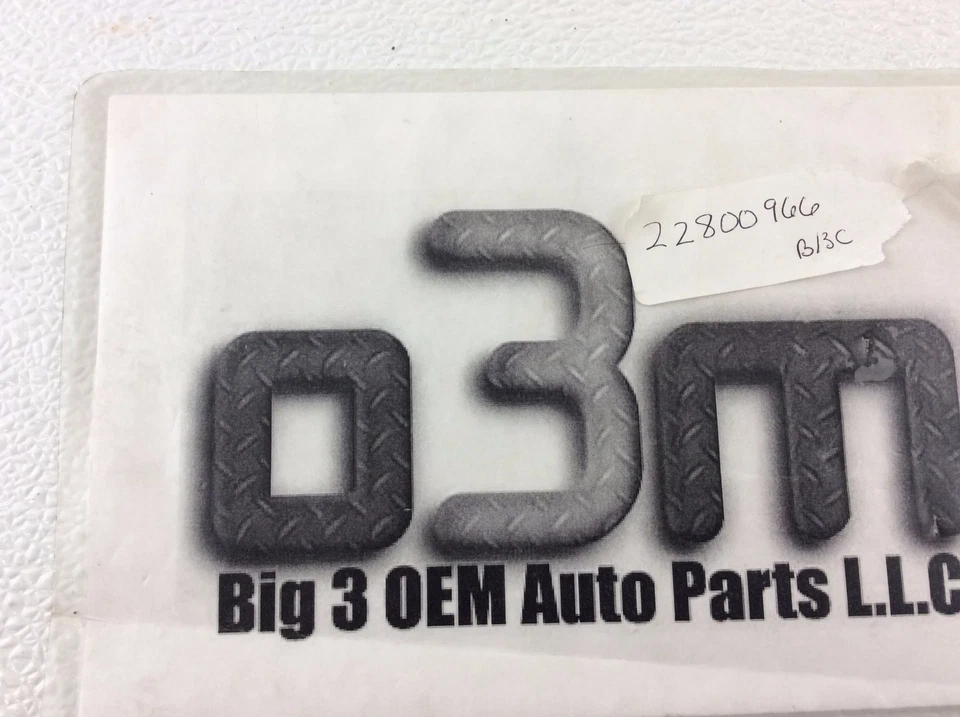 22800966
B13C
o3m
Big 3 OEM Auto Parts L.L.C